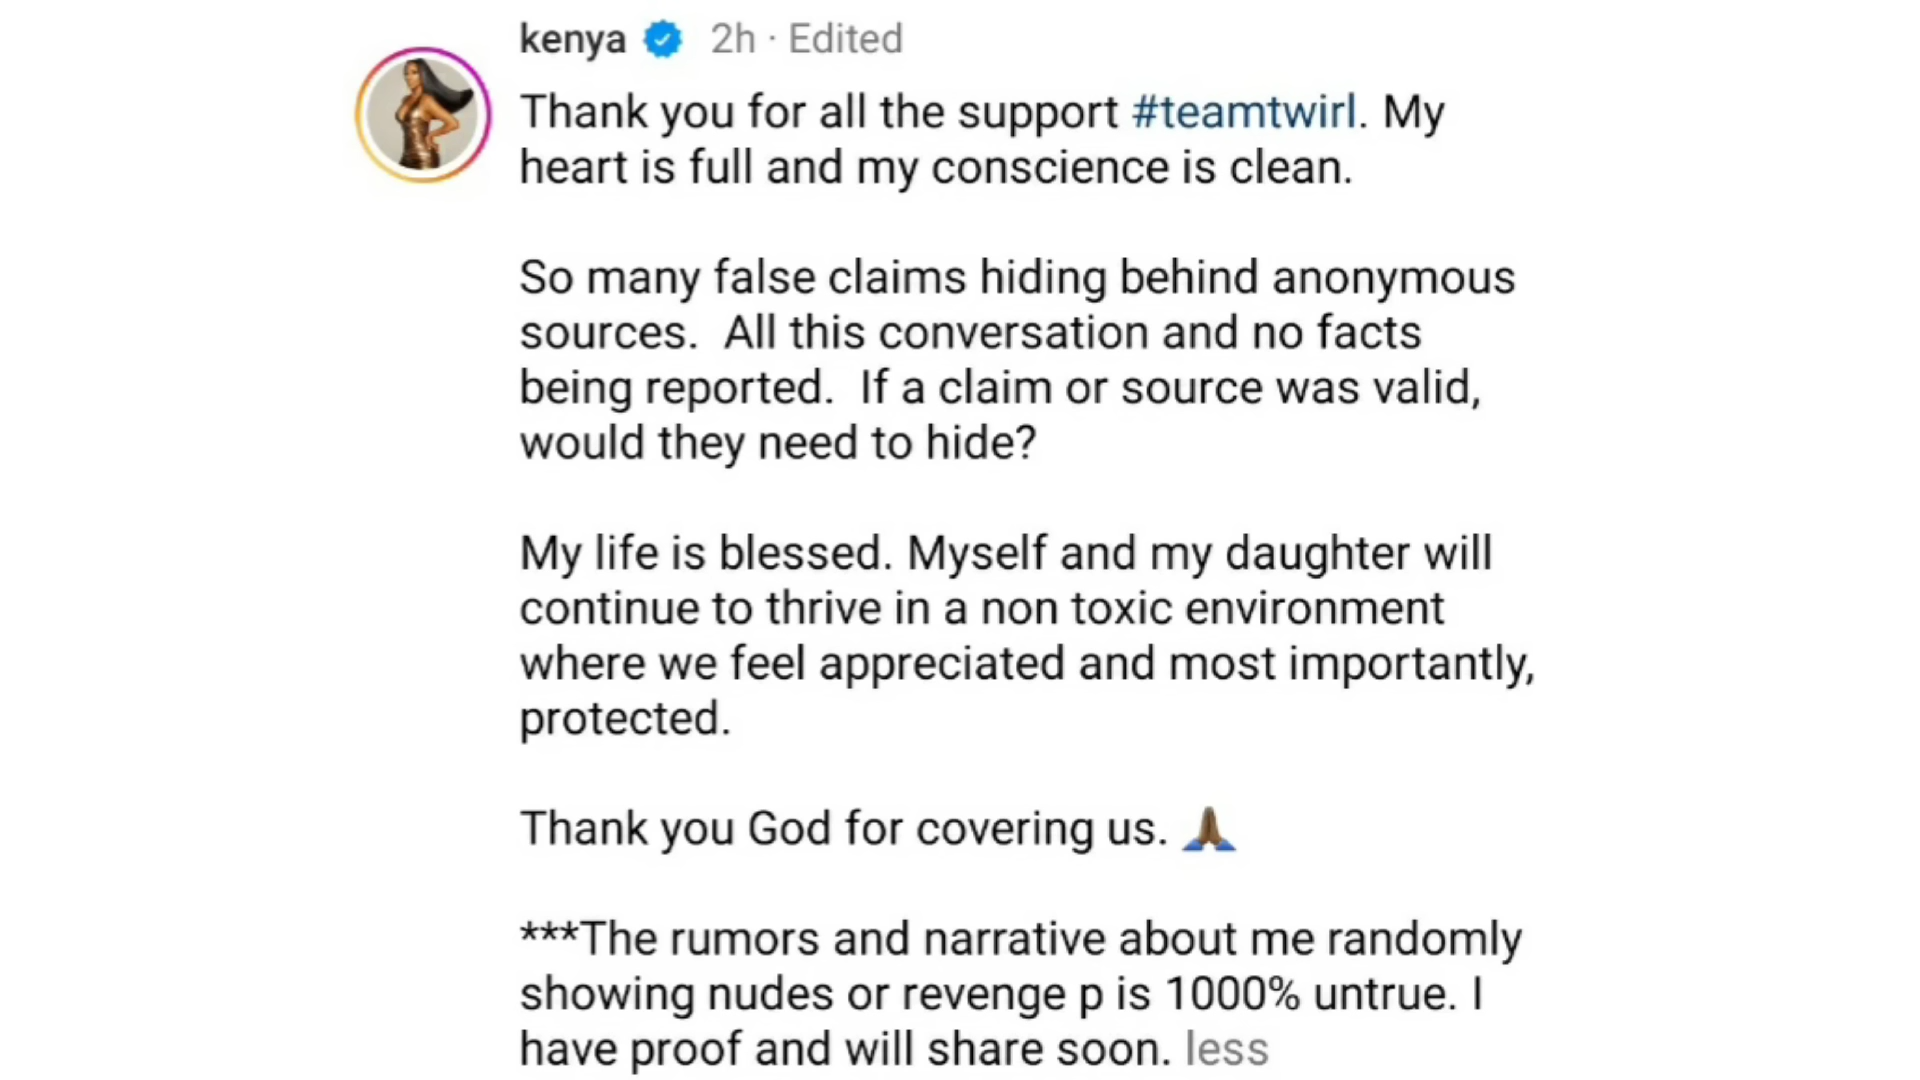 kenya 2h · Edited
Thank you for all the support #teamtwirl. My
heart is full and my conscience is clean.
So many false claims hiding behind anonymous
sources.  All this conversation and no facts
being reported.  If a claim or source was valid,
would they need to hide?
My life is blessed. Myself and my daughter will
continue to thrive in a non toxic environment
where we feel appreciated and most importantly,
protected.
Thank you God for covering us. 🙏🏾
***The rumors and narrative about me randomly
showing nudes or revenge p is 1000% untrue. I
have proof and will share soon. less